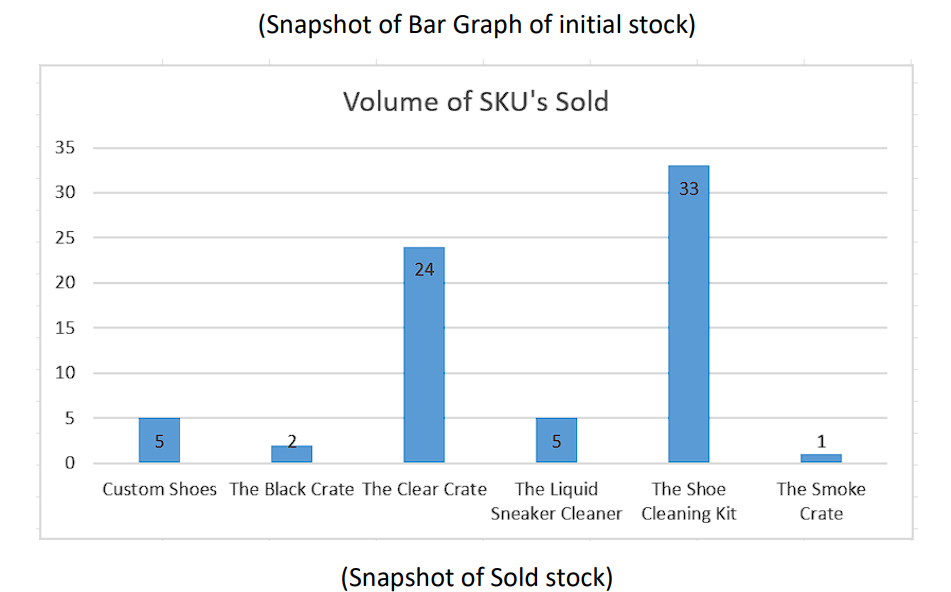 (Snapshot of Bar Graph of initial stock)
Volume of SKU's Sold
35
30
25
20
15
10
5
0
5
2
24
5
33
1
Custom Shoes
The Black Crate
The Clear Crate
The Liquid
Sneaker Cleaner
The Shoe
Cleaning Kit
The Smoke
Crate
(Snapshot of Sold stock)